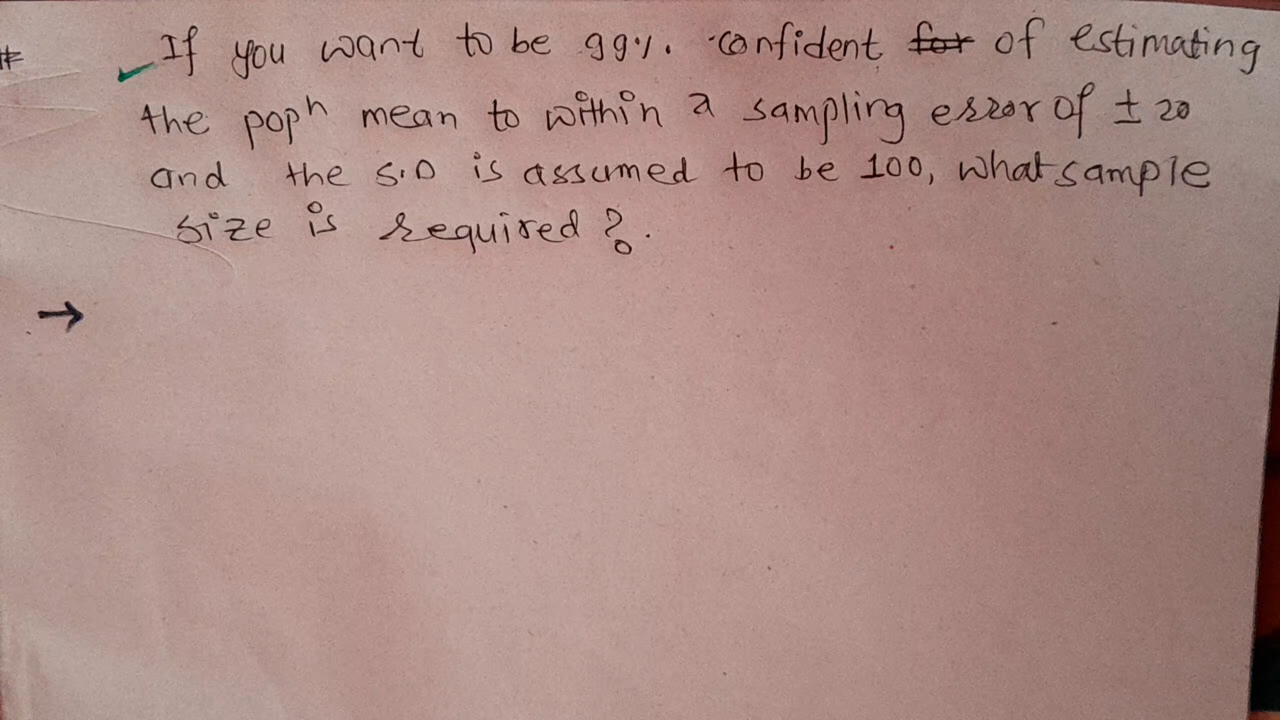 # If you want to be 99%. confident for of estimating
the popn mean to within a sampling error of ± 20
and the S.D is assumed to be 100, what sample
size is required ?.
→